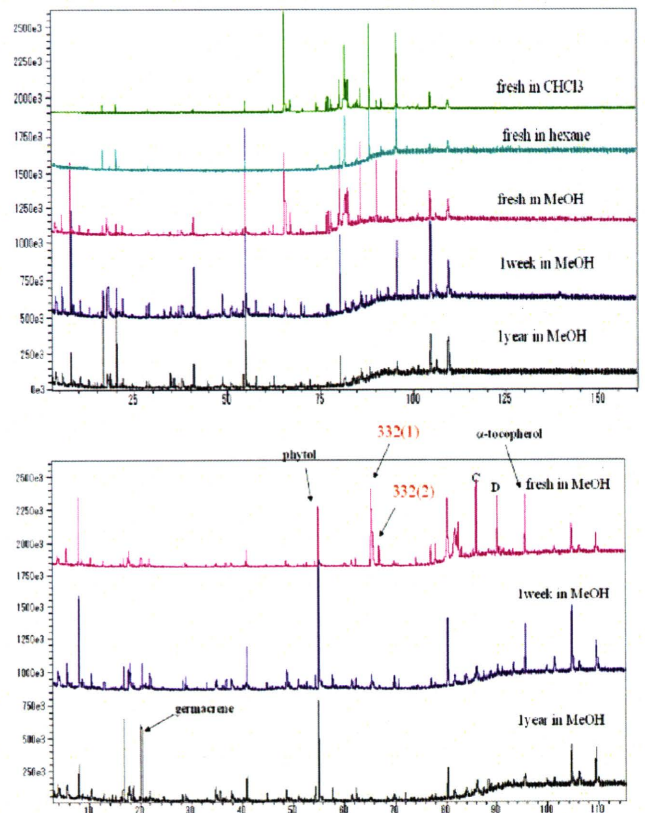 2500e3
2250e3
fresh in CHCl3
2000e3
1750e3
fresh in hexane
1500e3
fresh in MeOH
1250e3
1000e3
1week in MeOH
750e3
500e3
1year in MeOH
250e3
0e3
25 50 75 100 125 150
332(1)
α-tocopherol
phytol
332(2)
C
D
2500e3
fresh in MeOH
2250e3
2000e3
1750e3
1week in MeOH
1500e3
1250e3
1000e3
germacrene
750e3
1year in MeOH
500e3
250e3
10 20 30 40 50 60 70 80 90 100 110